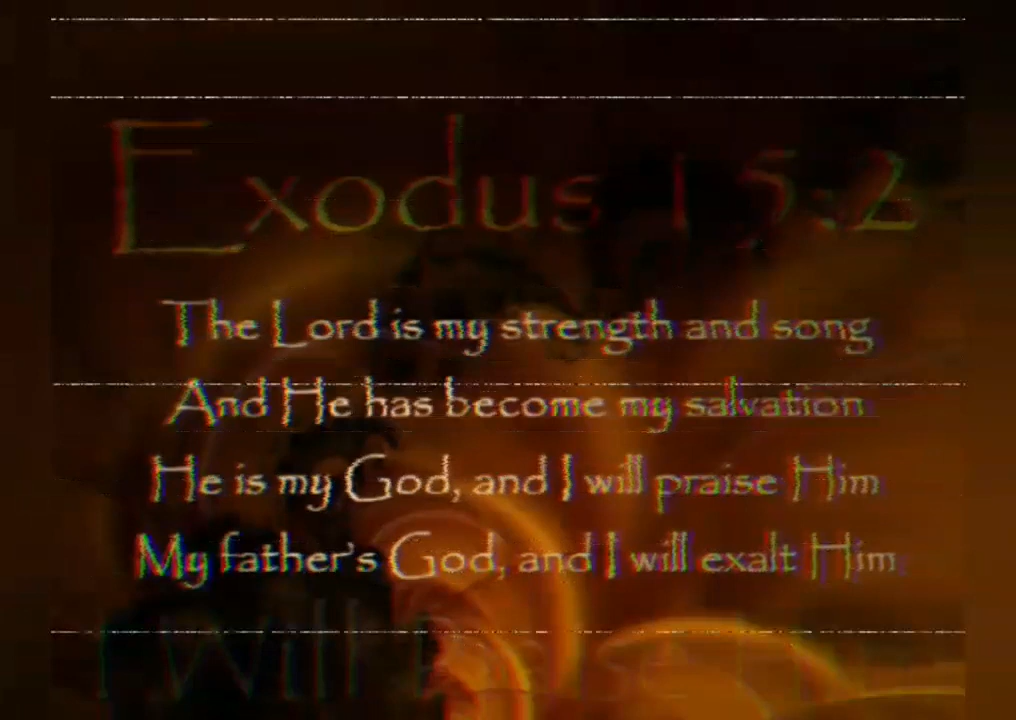 Exodus 15:2
The Lord is my strength and song
And He has become my salvation
He is my God, and I will praise Him
My father's God, and I will exalt Him
I Will Praise